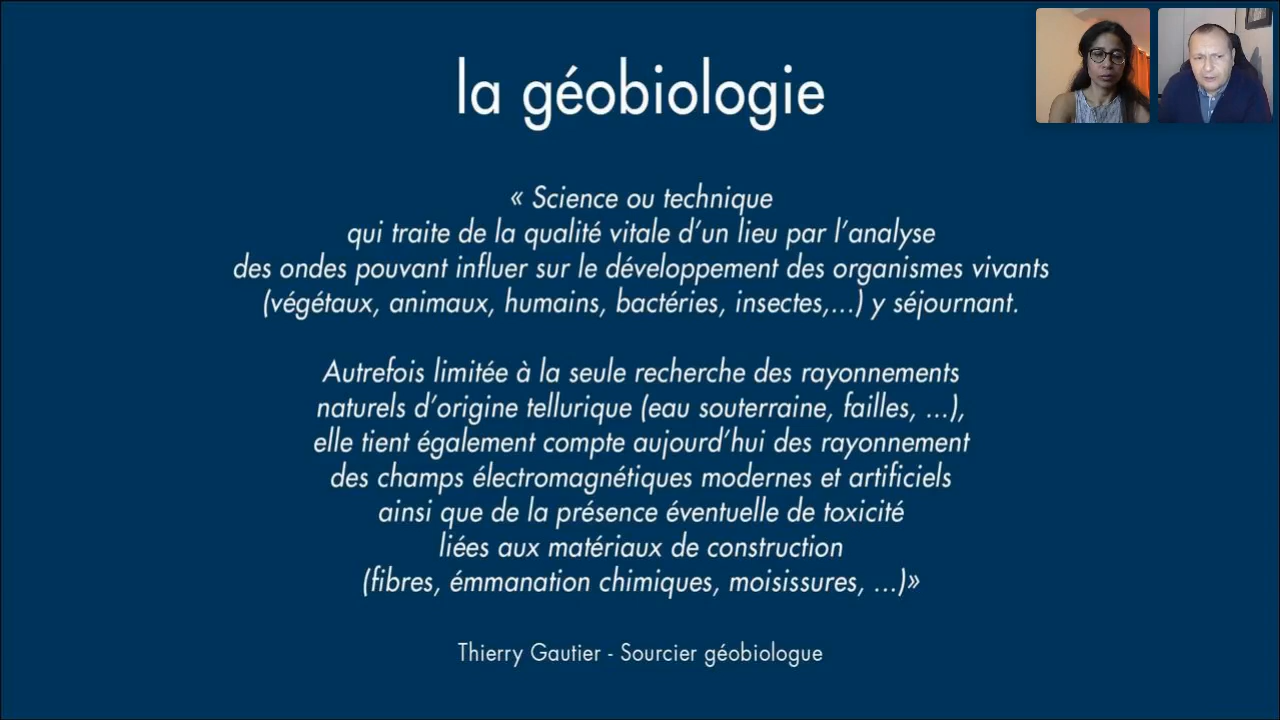 la géobiologie
« Science ou technique
qui traite de la qualité vitale d’un lieu par l’analyse
des ondes pouvant influer sur le développement des organismes vivants
(végétaux, animaux, humains, bactéries, insectes,...) y séjournant.
Autrefois limitée à la seule recherche des rayonnements
naturels d’origine tellurique (eau souterraine, failles, ...),
elle tient également compte aujourd’hui des rayonnement
des champs électromagnétiques modernes et artificiels
ainsi que de la présence éventuelle de toxicité
liées aux matériaux de construction
(fibres, émmanation chimiques, moisissures, ...)»
Thierry Gautier - Sourcier géobiologue